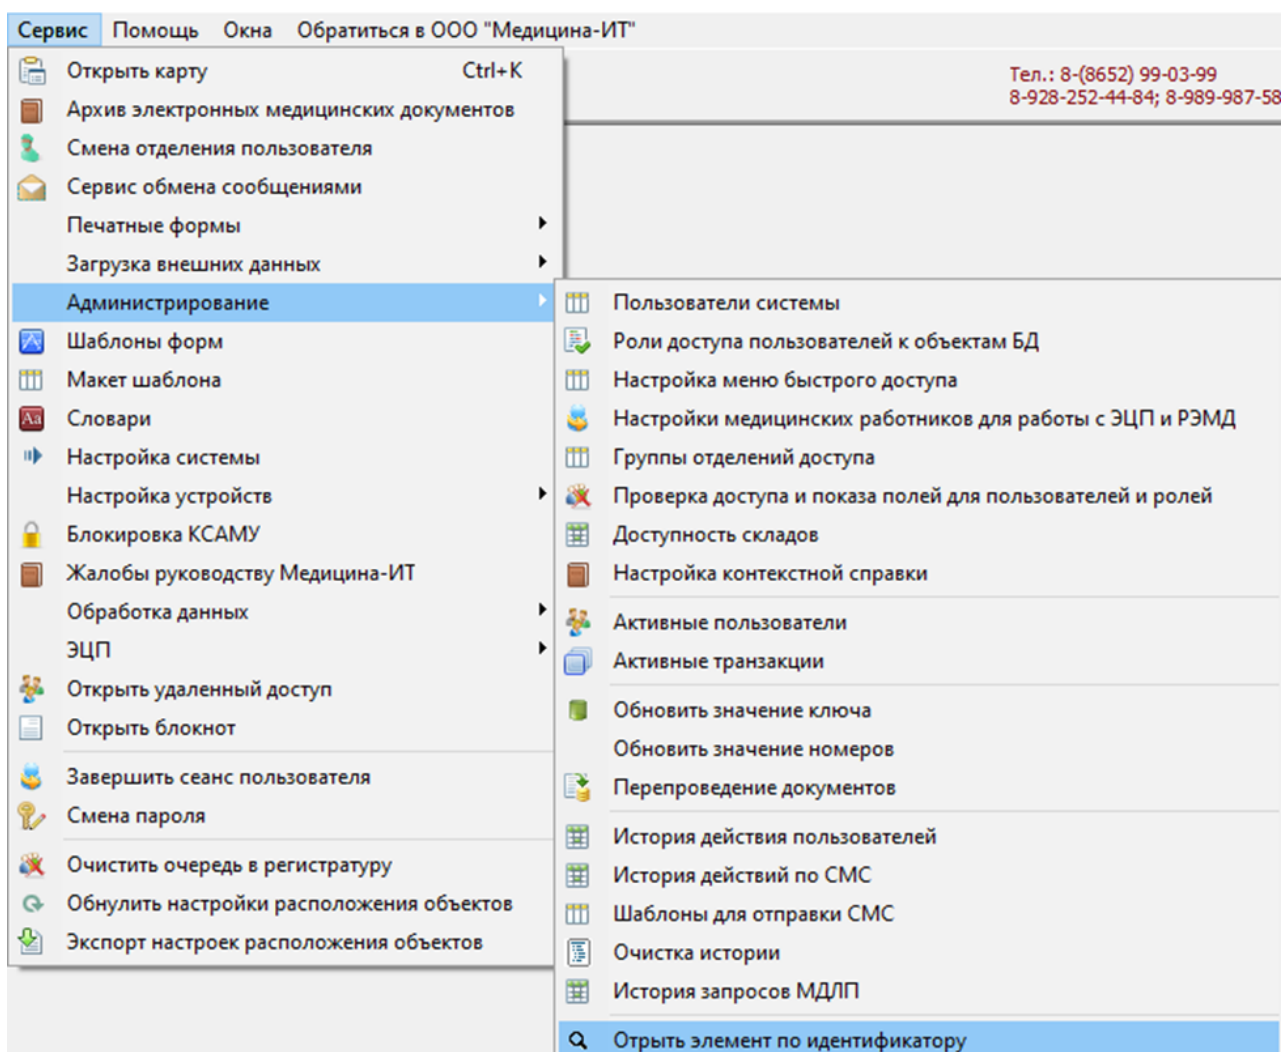 Сервис Помощь Окна Обратиться в ООО "Медицина-ИТ"
Тел.: 8-(8652) 99-03-99
8-928-252-44-84; 8-989-987-58
Открыть карту Ctrl+K
Архив электронных медицинских документов
Смена отделения пользователя
Сервис обмена сообщениями
Печатные формы
Загрузка внешних данных
Администрирование
Шаблоны форм
Макет шаблона
Словари
Настройка системы
Настройка устройств
Блокировка КСАМУ
Жалобы руководству Медицина-ИТ
Обработка данных
ЭЦП
Открыть удаленный доступ
Открыть блокнот
Завершить сеанс пользователя
Смена пароля
Очистить очередь в регистратуру
Обнулить настройки расположения объектов
Экспорт настроек расположения объектов
Пользователи системы
Роли доступа пользователей к объектам БД
Настройка меню быстрого доступа
Настройки медицинских работников для работы с ЭЦП и РЭМД
Группы отделений доступа
Проверка доступа и показа полей для пользователей и ролей
Доступность складов
Настройка контекстной справки
Активные пользователи
Активные транзакции
Обновить значение ключа
Обновить значение номеров
Перепроведение документов
История действия пользователей
История действий по СМС
Шаблоны для отправки СМС
Очистка истории
История запросов МДЛП
Отрыть элемент по идентификатору